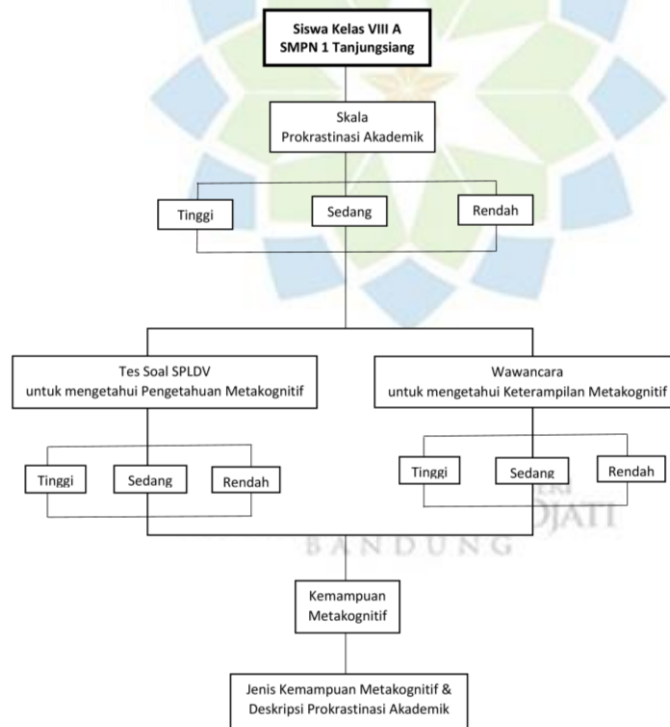 Siswa Kelas VIII A
SMPN 1 Tanjungsiang
Skala
Prokrastinasi Akademik
Tinggi
Sedang
Rendah
Tes Soal SPLDV
untuk mengetahui Pengetahuan Metakognitif
Wawancara
untuk mengetahui Keterampilan Metakognitif
Tinggi
Sedang
Rendah
Tinggi
Sedang
Rendah
BANDUNG
Kemampuan
Metakognitif
Jenis Kemampuan Metakognitif &
Deskripsi Prokrastinasi Akademik